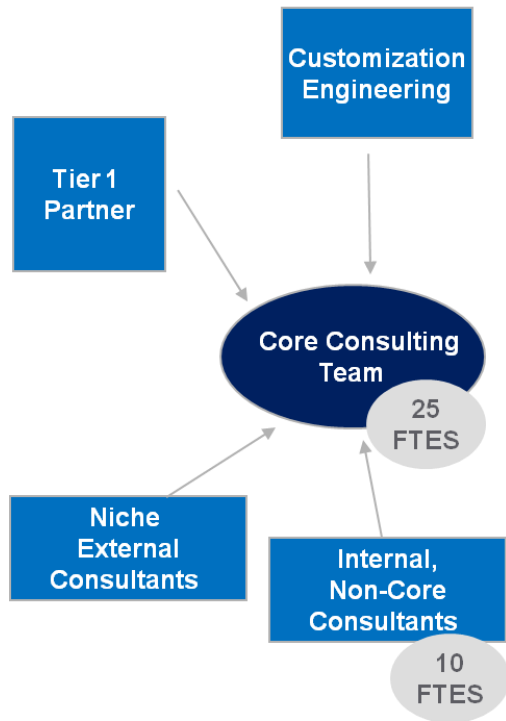 Customization
Engineering
Tier 1
Partner
Core Consulting
Team
25
FTES
Niche
External
Consultants
Internal,
Non-Core
Consultants
10
FTES